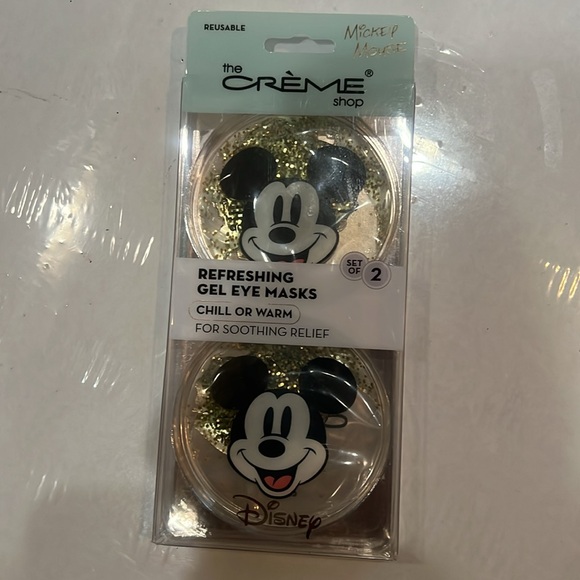 REUSABLE
Mickey
Mouse
the
CRÈME®
shop
REFRESHING
GEL EYE MASKS
SET
OF 2
CHILL OR WARM
FOR SOOTHING RELIEF
Disney